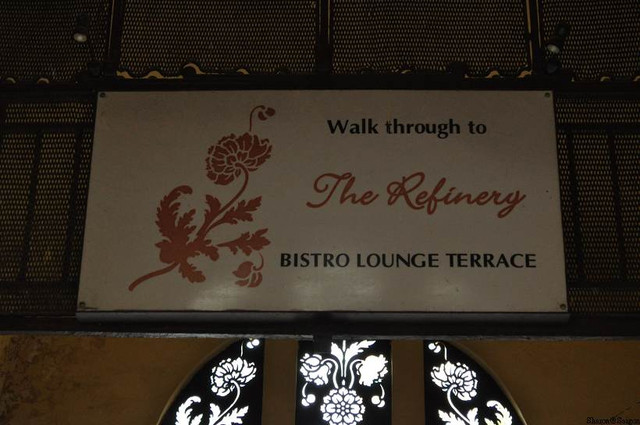 Walk through to
The Refinery
BISTRO LOUNGE TERRACE